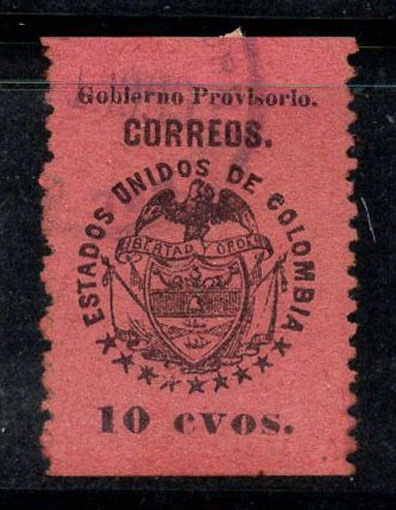 Gobierno Provisorio.
CORREOS.
ESTADOS UNIDOS DE COLOMBIA
LIBERTAD Y ORDEN
10 cvos.